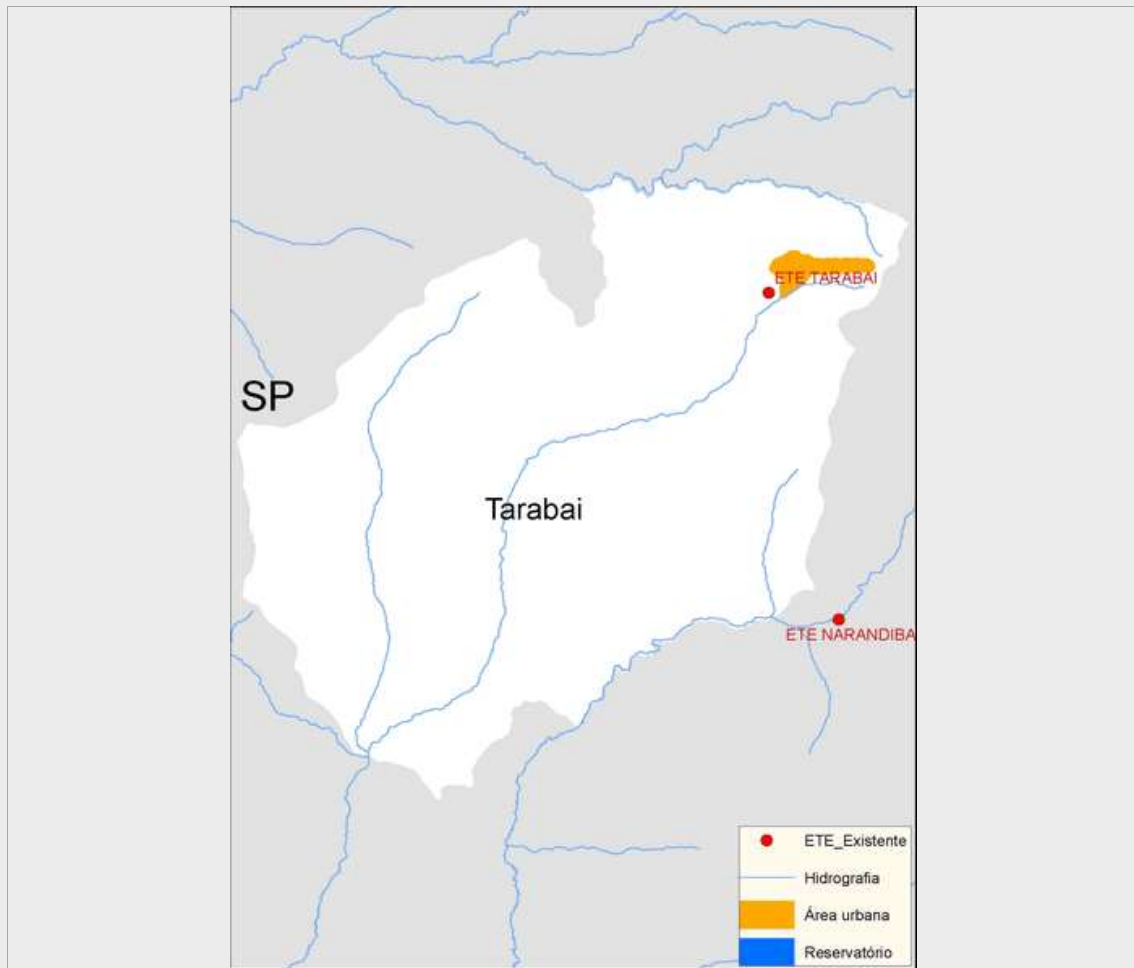 ETE TARABAI
SP
Tarabai
ETE NARANDIBA
ETE_Existente
Hidrografia
Área urbana
Reservatório